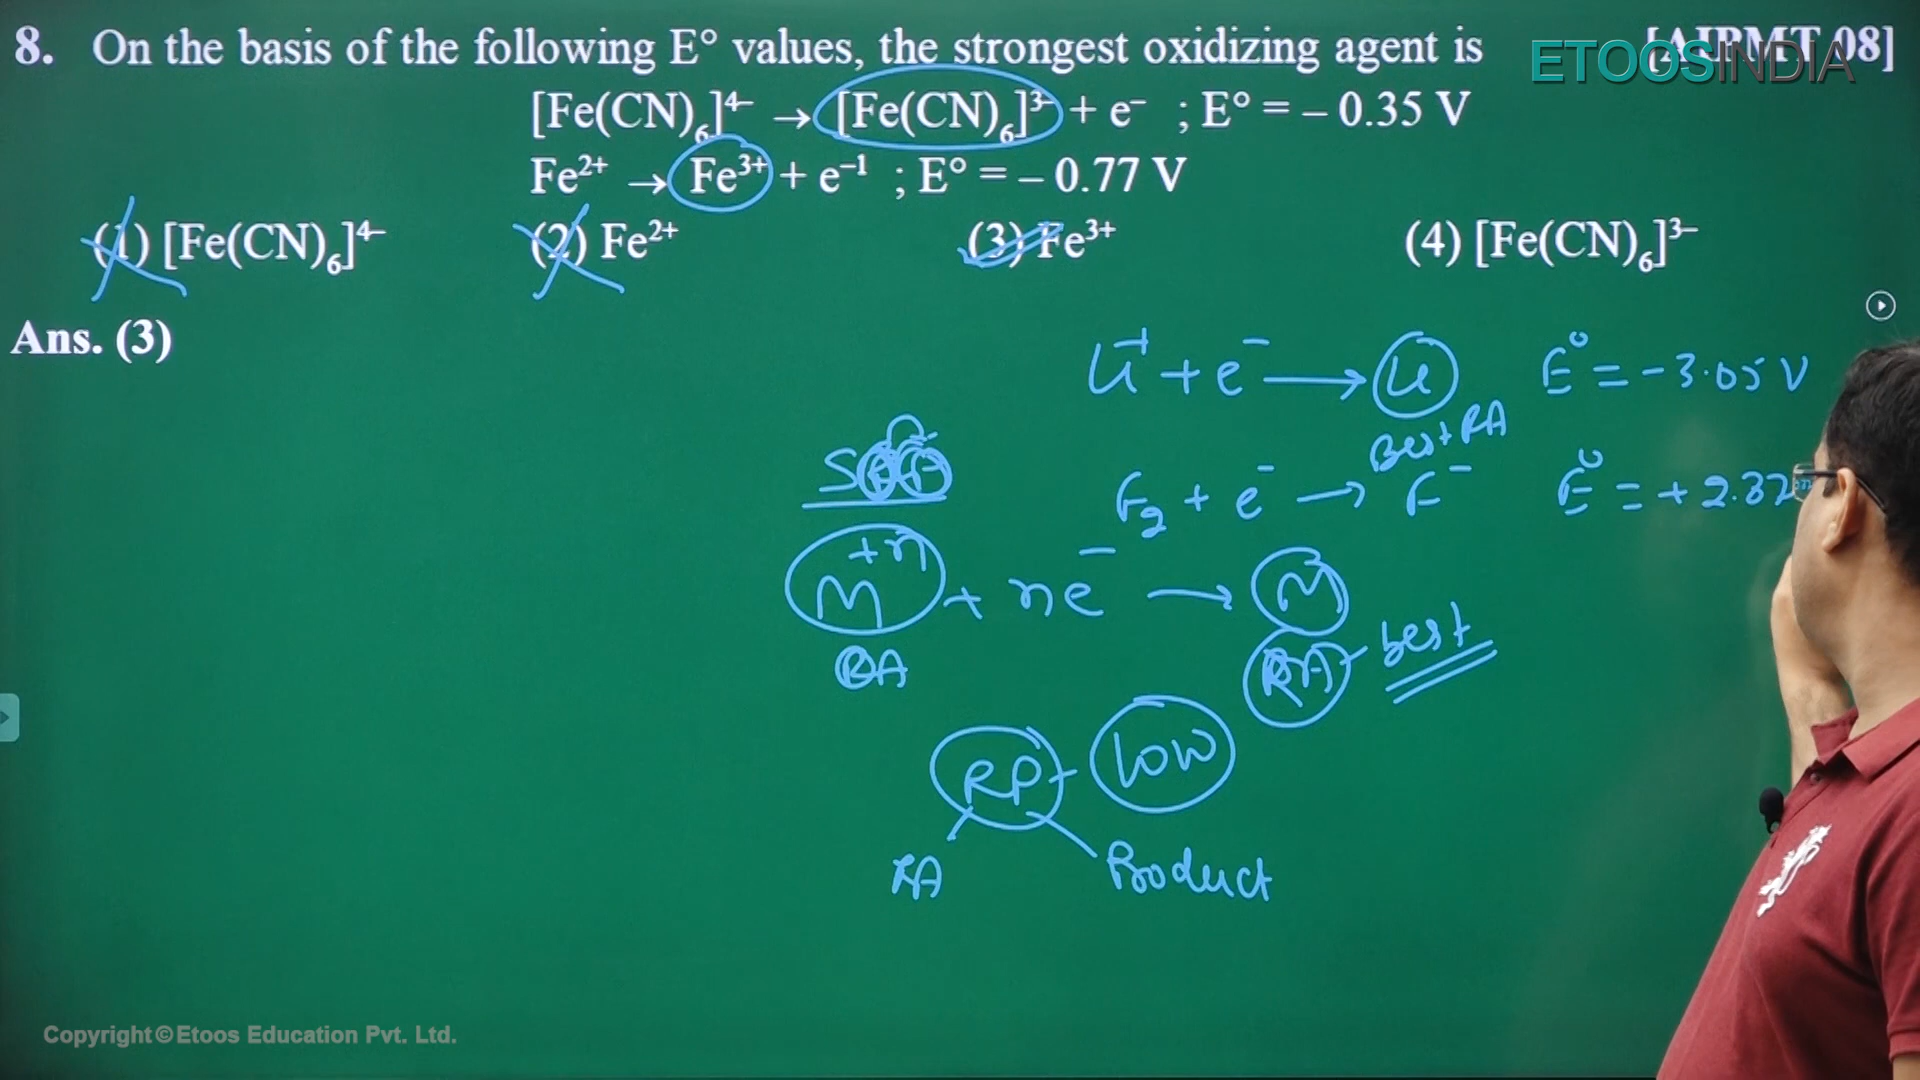 8. On the basis of the following E° values, the strongest oxidizing agent is [AIPMT 08]
ETOOSINDIA
[Fe(CN)₆]⁴⁻ → [Fe(CN)₆]³⁻ + e⁻ ; E° = – 0.35 V
Fe²⁺ → Fe³⁺ + e⁻¹ ; E° = – 0.77 V
(1) [Fe(CN)₆]⁴⁻ (2) Fe²⁺ (3) Fe³⁺ (4) [Fe(CN)₆]³⁻
Ans. (3)
Li⁺ + e⁻ → Li E° = -3.05 V
Best RA
F₂ + e⁻ → F⁻ E° = +2.87
M⁺ⁿ + ne⁻ → M
OA RA - best
RP - low
RA Product
Copyright © Etoos Education Pvt. Ltd.